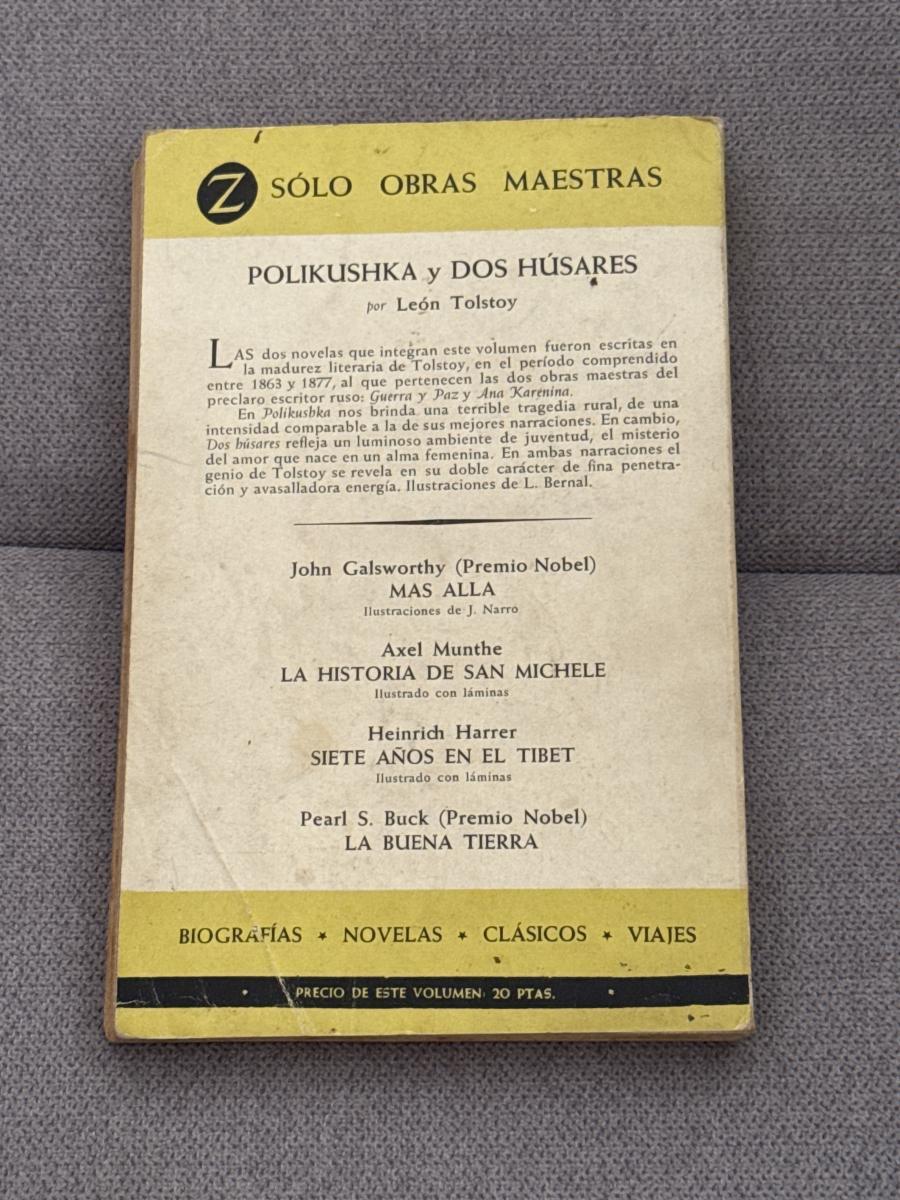 Z SÓLO OBRAS MAESTRAS
POLIKUSHKA y DOS HÚSARES
por León Tolstoy
LAS dos novelas que integran este volumen fueron escritas en
la madurez literaria de Tolstoy, en el período comprendido
entre 1863 y 1877, al que pertenecen las dos obras maestras del
preclaro escritor ruso: Guerra y Paz y Ana Karenina.
En Polikushka nos brinda una terrible tragedia rural, de una
intensidad comparable a la de sus mejores narraciones. En cambio,
Dos húsares refleja un luminoso ambiente de juventud, el misterio
del amor que nace en un alma femenina. En ambas narraciones el
genio de Tolstoy se revela en su doble carácter de fina penetra-
ción y avasalladora energía. Ilustraciones de L. Bernal.
John Galsworthy (Premio Nobel)
MAS ALLA
Ilustraciones de J. Narro
Axel Munthe
LA HISTORIA DE SAN MICHELE
Ilustrado con láminas
Heinrich Harrer
SIETE AÑOS EN EL TIBET
Ilustrado con láminas
Pearl S. Buck (Premio Nobel)
LA BUENA TIERRA
BIOGRAFÍAS ★ NOVELAS ★ CLÁSICOS ★ VIAJES
• PRECIO DE ESTE VOLUMEN: 20 PTAS. •